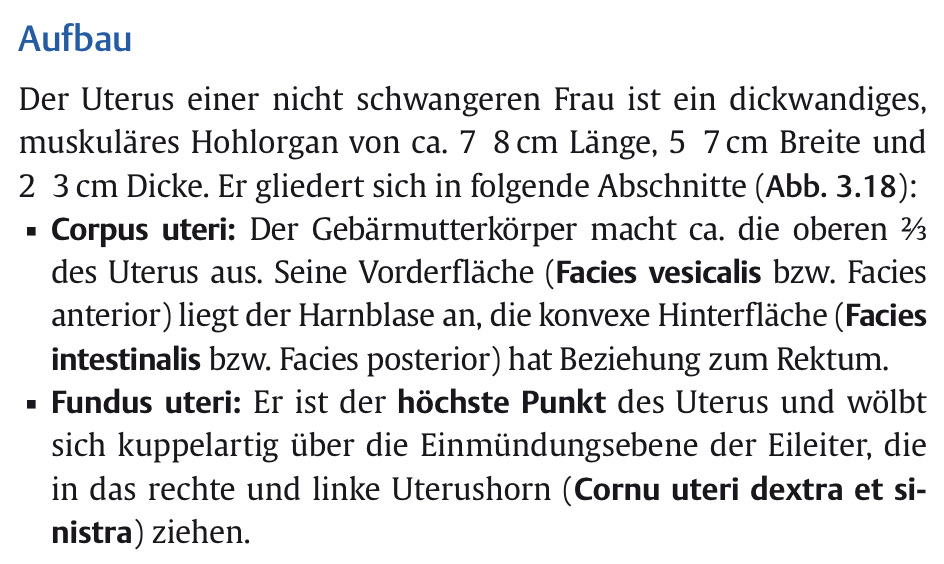 Aufbau
Der Uterus einer nicht schwangeren Frau ist ein dickwandiges,
muskuläres Hohlorgan von ca. 7 8 cm Länge, 5 7 cm Breite und
2 3 cm Dicke. Er gliedert sich in folgende Abschnitte (Abb. 3.18):
▪ Corpus uteri: Der Gebärmutterkörper macht ca. die oberen ⅔
des Uterus aus. Seine Vorderfläche (Facies vesicalis bzw. Facies
anterior) liegt der Harnblase an, die konvexe Hinterfläche (Facies
intestinalis bzw. Facies posterior) hat Beziehung zum Rektum.
▪ Fundus uteri: Er ist der höchste Punkt des Uterus und wölbt
sich kuppelartig über die Einmündungsebene der Eileiter, die
in das rechte und linke Uterushorn (Cornu uteri dextra et si-
nistra) ziehen.